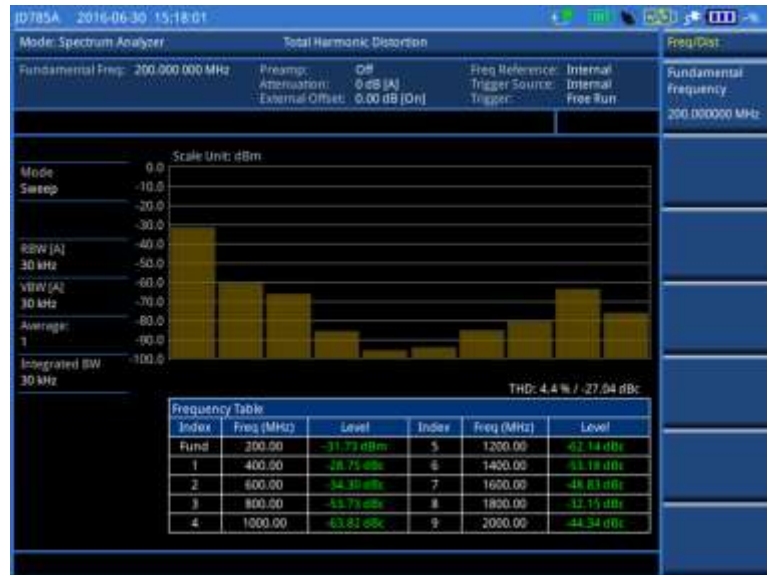 JD785A 2016-06-30 15:18:01
Mode: Spectrum Analyzer Total Harmonic Distortion Freq/Dist
Fundamental Freq: 200.000 000 MHz
Preamp: Off
Attenuation: 0 dB [A]
External Offset: 0.00 dB [On]
Freq Reference: Internal
Trigger Source: Internal
Trigger: Free Run
Fundamental
Frequency
200.000000 MHz
Scale Unit: dBm
Mode
Sweep
RBW [A]
30 kHz
VBW [A]
30 kHz
Average:
1
Integrated BW
30 kHz
0.0
-10.0
-20.0
-30.0
-40.0
-50.0
-60.0
-70.0
-80.0
-90.0
-100.0
THD: 4.4 % / -27.04 dBc
Frequency Table
Index Freq (MHz) Level Index Freq (MHz) Level
Fund 200.00 -31.73 dBm 5 1200.00 -62.14 dBc
1 400.00 -28.75 dBc 6 1400.00 -53.18 dBc
2 600.00 -34.30 dBc 7 1600.00 -48.83 dBc
3 800.00 -53.73 dBc 8 1800.00 -32.15 dBc
4 1000.00 -63.82 dBc 9 2000.00 -44.34 dBc